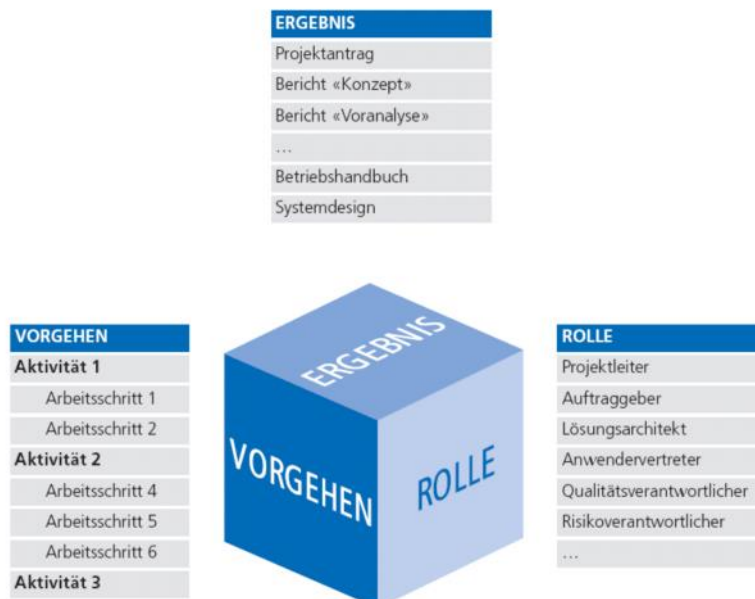 ERGEBNIS
Projektantrag
Bericht «Konzept»
Bericht «Voranalyse»
...
Betriebshandbuch
Systemdesign
VORGEHEN
Aktivität 1
Arbeitsschritt 1
Arbeitsschritt 2
Aktivität 2
Arbeitsschritt 4
Arbeitsschritt 5
Arbeitsschritt 6
Aktivität 3
ERGEBNIS
VORGEHEN
ROLLE
ROLLE
Projektleiter
Auftraggeber
Lösungsarchitekt
Anwendervertreter
Qualitätsverantwortlicher
Risikoverantwortlicher
...